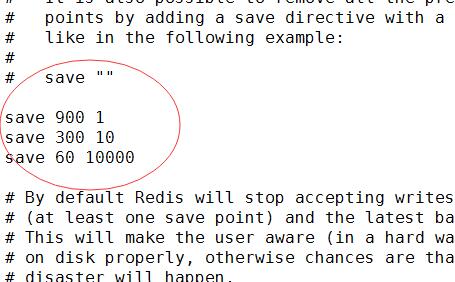 #   It is also possible to remove all the pre
#   points by adding a save directive with a
#   like in the following example:
#
#   save ""
save 900 1
save 300 10
save 60 10000
# By default Redis will stop accepting writes
# (at least one save point) and the latest ba
# This will make the user aware (in a hard wa
# on disk properly, otherwise chances are tha
# disaster will happen.